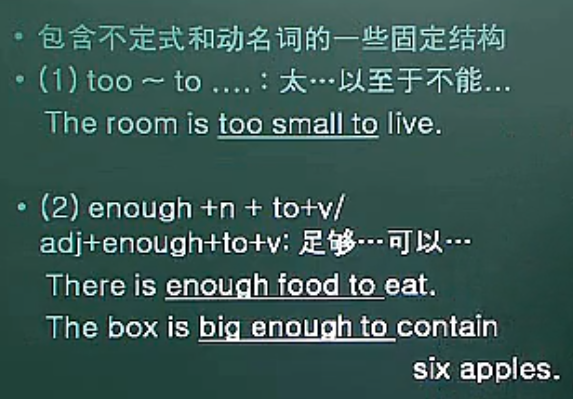 • 包含不定式和动名词的一些固定结构
• (1) too ~ to ....：太…以至于不能...
The room is too small to live.
• (2) enough +n + to+v/
adj+enough+to+v: 足够…可以…
There is enough food to eat.
The box is big enough to contain
six apples.